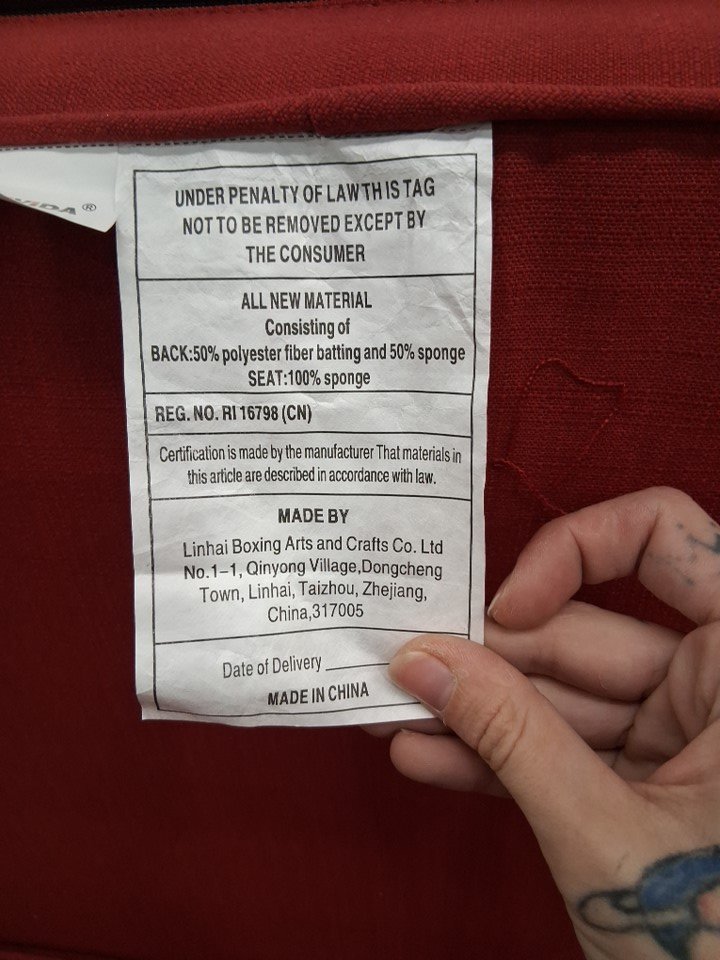 UNDER PENALTY OF LAW TH IS TAG
NOT TO BE REMOVED EXCEPT BY
THE CONSUMER
ALL NEW MATERIAL
Consisting of
BACK:50% polyester fiber batting and 50% sponge
SEAT:100% sponge
REG. NO. RI 16798 (CN)
Certification is made by the manufacturer That materials in
this article are described in accordance with law.
MADE BY
Linhai Boxing Arts and Crafts Co. Ltd
No.1-1, Qinyong Village,Dongcheng
Town, Linhai, Taizhou, Zhejiang,
China,317005
Date of Delivery
MADE IN CHINA